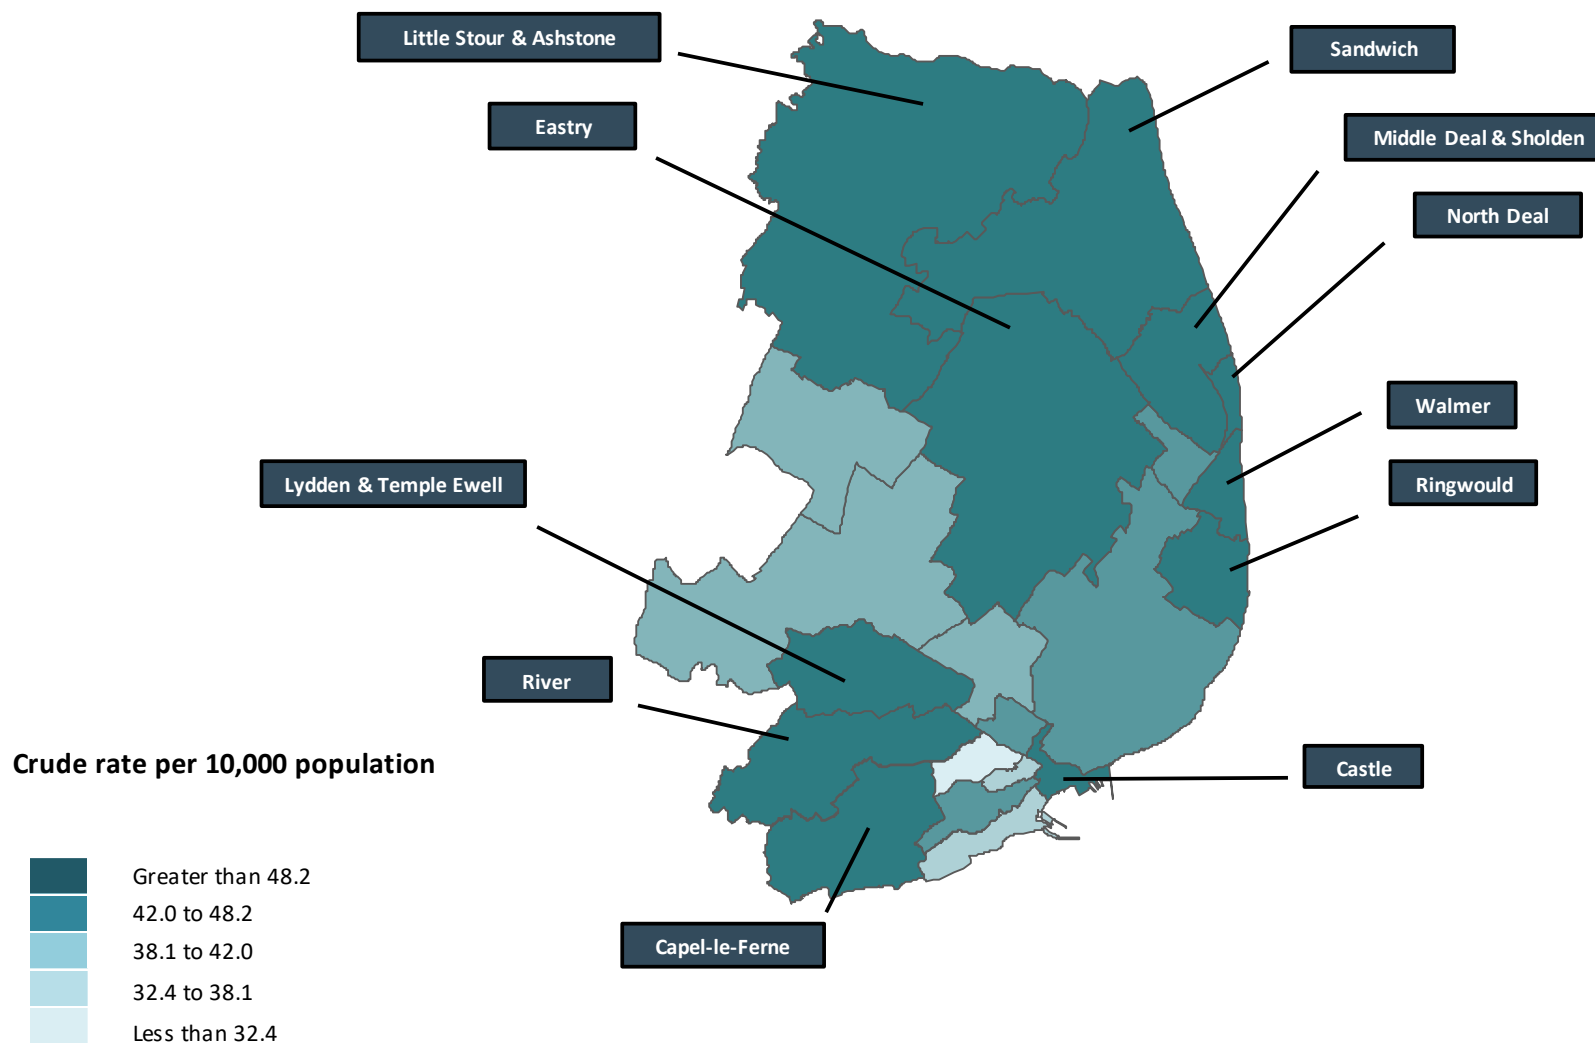 Little Stour & Ashstone
Sandwich
Eastry
Middle Deal & Sholden
North Deal
Walmer
Lydden & Temple Ewell
Ringwould
River
Crude rate per 10,000 population
Castle
Greater than 48.2
42.0 to 48.2
Capel-le-Ferne
38.1 to 42.0
32.4 to 38.1
Less than 32.4